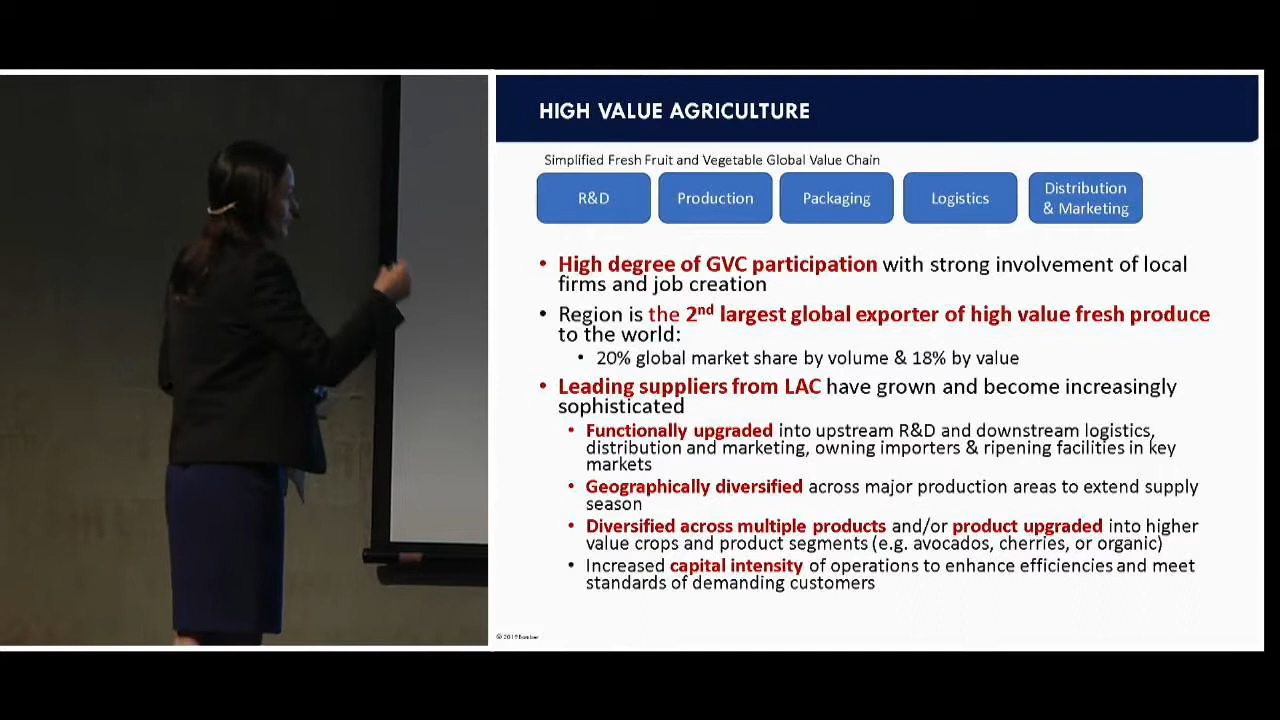 HIGH VALUE AGRICULTURE
Simplified Fresh Fruit and Vegetable Global Value Chain
R&D
Production
Packaging
Logistics
Distribution
& Marketing
• High degree of GVC participation with strong involvement of local
firms and job creation
• Region is the 2nd largest global exporter of high value fresh produce
to the world:
• 20% global market share by volume & 18% by value
• Leading suppliers from LAC have grown and become increasingly
sophisticated
• Functionally upgraded into upstream R&D and downstream logistics,
distribution and marketing, owning importers & ripening facilities in key
markets
• Geographically diversified across major production areas to extend supply
season
• Diversified across multiple products and/or product upgraded into higher
value crops and product segments (e.g. avocados, cherries, or organic)
• Increased capital intensity of operations to enhance efficiencies and meet
standards of demanding customers
© 2019 Bamber